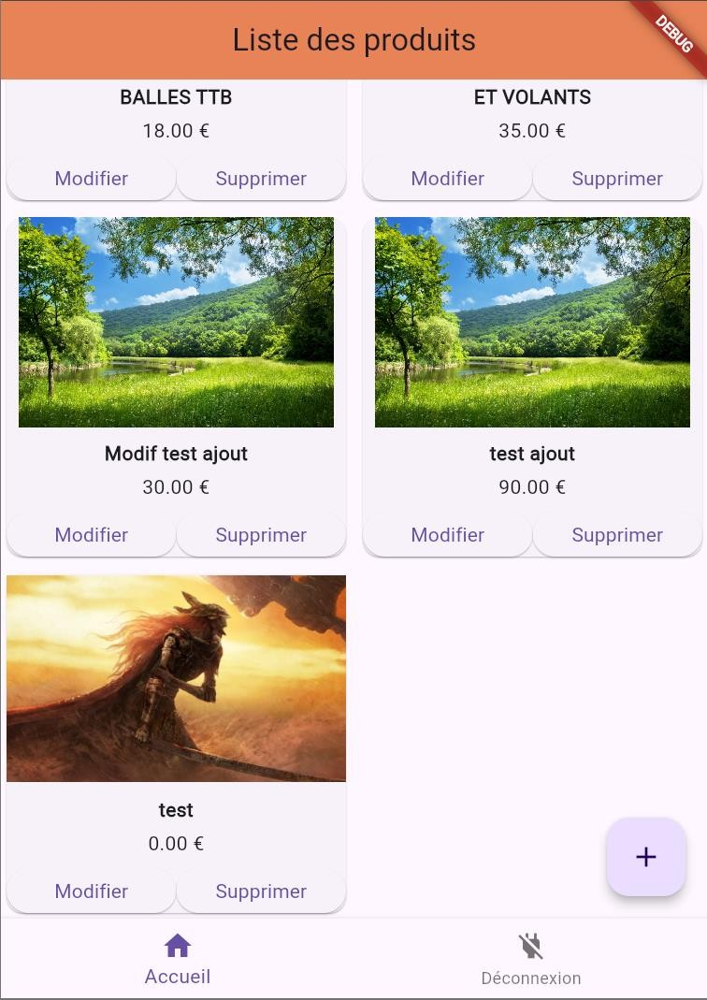 Liste des produits
DEBUG
BALLES TTB
ET VOLANTS
18.00 €
35.00 €
Modifier
Supprimer
Modifier
Supprimer
Modif test ajout
test ajout
30.00 €
90.00 €
Modifier
Supprimer
Modifier
Supprimer
test
0.00 €
Modifier
Supprimer
+
Accueil
Déconnexion